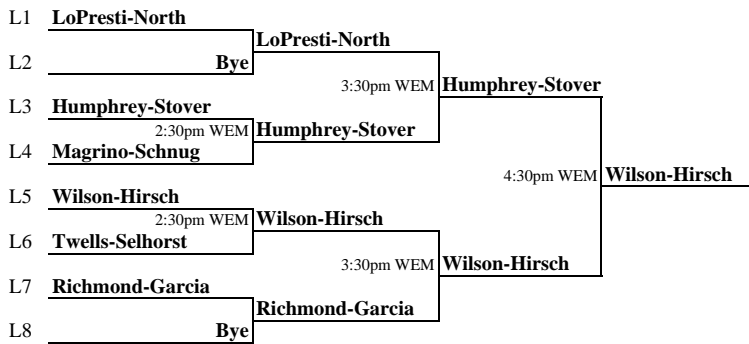 L1 LoPresti-North
LoPresti-North
L2 Bye
3:30pm WEM Humphrey-Stover
L3 Humphrey-Stover
2:30pm WEM Humphrey-Stover
L4 Magrino-Schnug
4:30pm WEM Wilson-Hirsch
L5 Wilson-Hirsch
2:30pm WEM Wilson-Hirsch
L6 Twells-Selhorst
3:30pm WEM Wilson-Hirsch
L7 Richmond-Garcia
Richmond-Garcia
L8 Bye